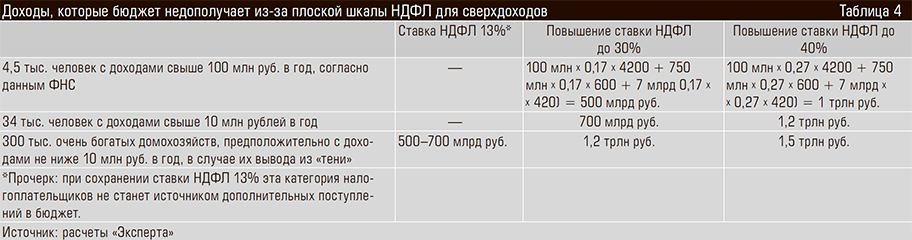 Доходы, которые бюджет недополучает из-за плоской шкалы НДФЛ для сверхдоходов Таблица 4
Ставка НДФЛ 13%* Повышение ставки НДФЛ до 30% Повышение ставки НДФЛ до 40%
4,5 тыс. человек с доходами свыше 100 млн руб. в год, согласно
данным ФНС
—
100 млн x 0,17 x 4200 + 750
млн x 0,17 x 600 + 7 млрд 0,17 x
x 420) = 500 млрд руб.
100 млн x 0,27 x 4200 + 750
млн x 0,27 x 600 + 7 млрд x
x 0,27 x 420) = 1 трлн руб.
34 тыс. человек с доходами свыше 10 млн рублей в год — 700 млрд руб. 1,2 трлн руб.
300 тыс. очень богатых домохозяйств, предположительно с дохо-
дами не ниже 10 млн руб. в год, в случае их вывода из «тени»
500–700 млрд руб. 1,2 трлн руб. 1,5 трлн руб.
*Прочерк: при сохранении ставки НДФЛ 13% эта категория нало-
гоплательщиков не станет источником дополнительных поступле-
ний в бюджет.
Источник: расчеты «Эксперта»